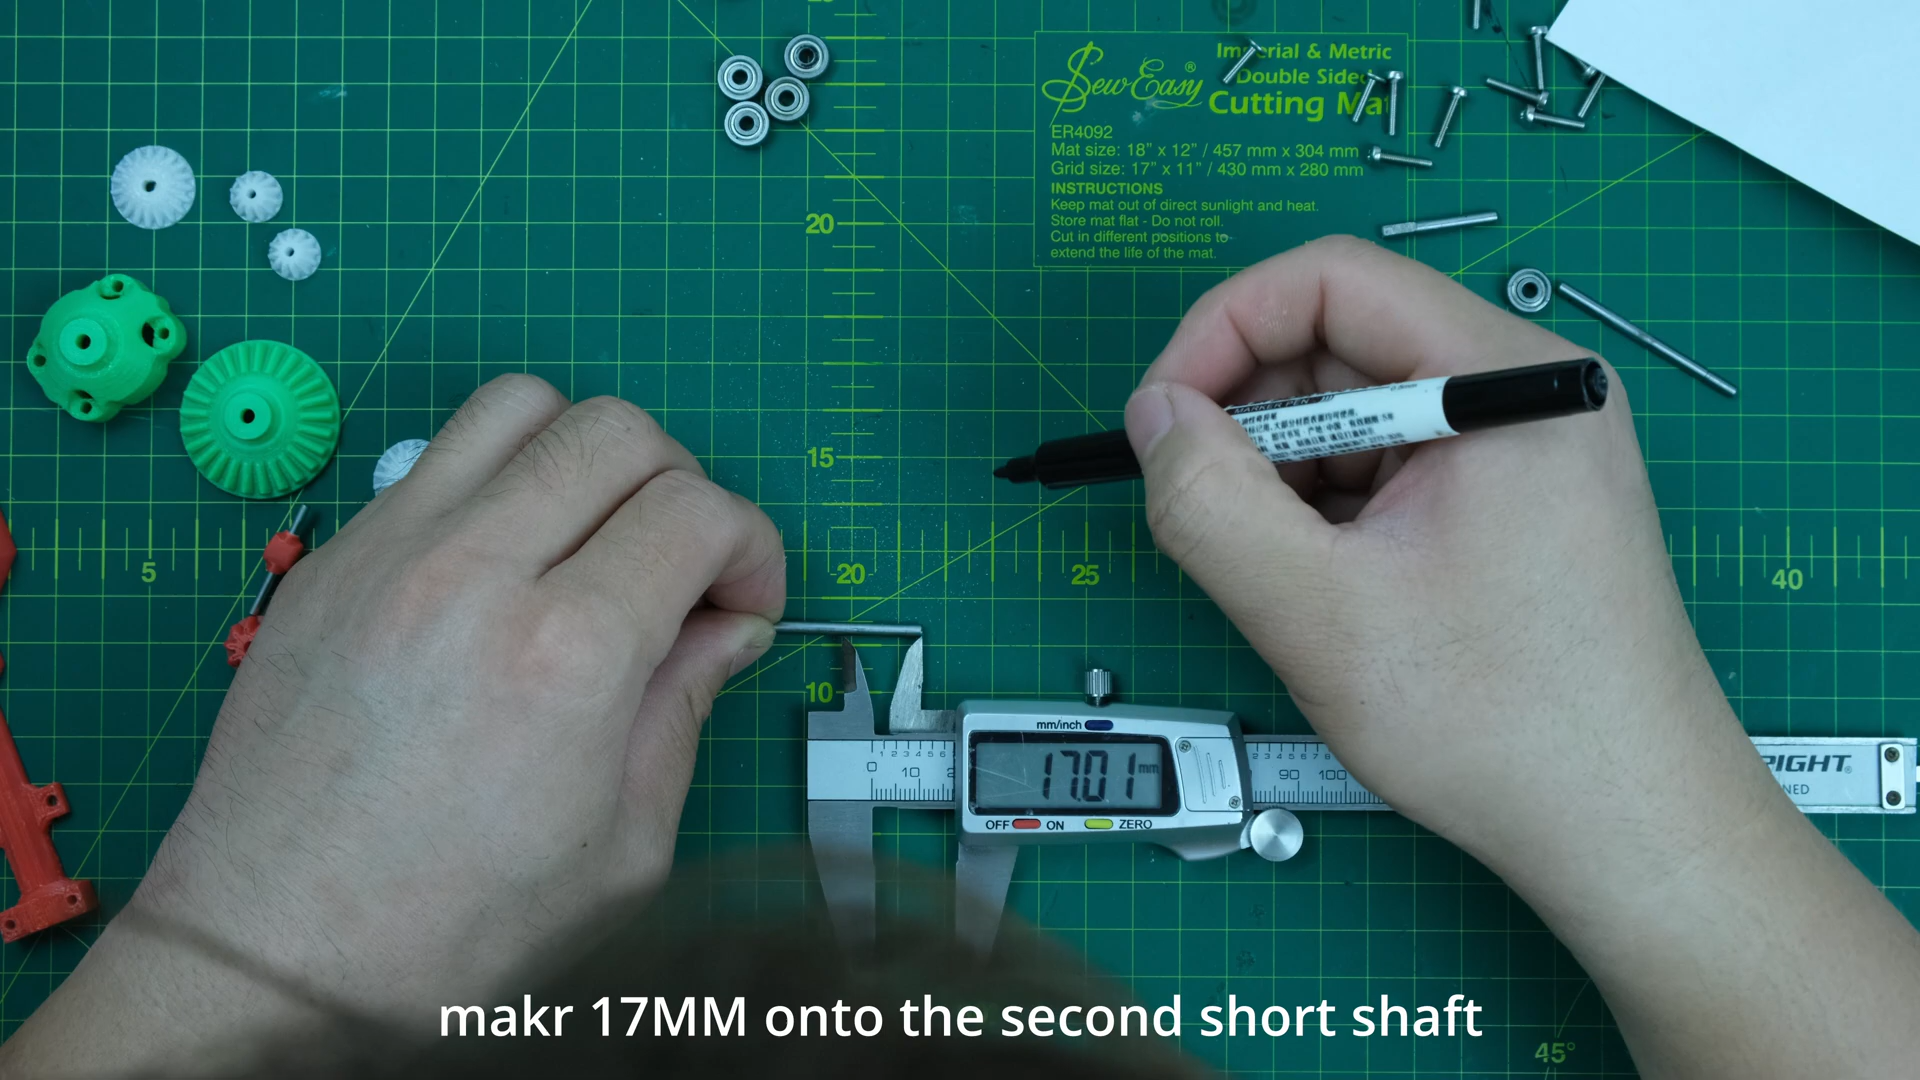 Sew Easy®
Imperial & Metric
Double Sided
Cutting Mat
ER4092
Mat size: 18” x 12” / 457 mm x 304 mm
Grid size: 17” x 11” / 430 mm x 280 mm
INSTRUCTIONS
Keep mat out of direct sunlight and heat.
Store mat flat - Do not roll.
Cut in different positions to
extend the life of the mat.
20
15
10
5
20
25
40
MARKER PEN
mm/inch
17.01 mm
OFF ON ZERO
0 10
90 100
makr 17MM onto the second short shaft
45°